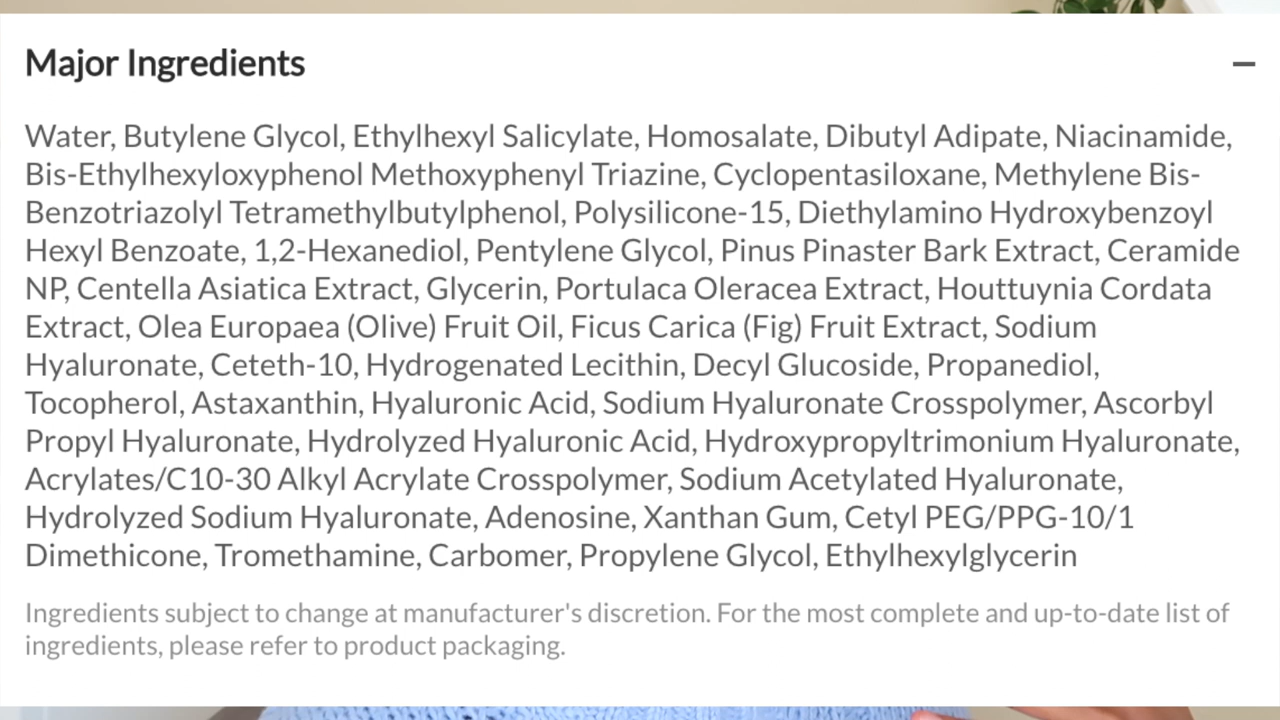 Major Ingredients
Water, Butylene Glycol, Ethylhexyl Salicylate, Homosalate, Dibutyl Adipate, Niacinamide,
Bis-Ethylhexyloxyphenol Methoxyphenyl Triazine, Cyclopentasiloxane, Methylene Bis-
Benzotriazolyl Tetramethylbutylphenol, Polysilicone-15, Diethylamino Hydroxybenzoyl
Hexyl Benzoate, 1,2-Hexanediol, Pentylene Glycol, Pinus Pinaster Bark Extract, Ceramide
NP, Centella Asiatica Extract, Glycerin, Portulaca Oleracea Extract, Houttuynia Cordata
Extract, Olea Europaea (Olive) Fruit Oil, Ficus Carica (Fig) Fruit Extract, Sodium
Hyaluronate, Ceteth-10, Hydrogenated Lecithin, Decyl Glucoside, Propanediol,
Tocopherol, Astaxanthin, Hyaluronic Acid, Sodium Hyaluronate Crosspolymer, Ascorbyl
Propyl Hyaluronate, Hydrolyzed Hyaluronic Acid, Hydroxypropyltrimonium Hyaluronate,
Acrylates/C10-30 Alkyl Acrylate Crosspolymer, Sodium Acetylated Hyaluronate,
Hydrolyzed Sodium Hyaluronate, Adenosine, Xanthan Gum, Cetyl PEG/PPG-10/1
Dimethicone, Tromethamine, Carbomer, Propylene Glycol, Ethylhexylglycerin
Ingredients subject to change at manufacturer's discretion. For the most complete and up-to-date list of
ingredients, please refer to product packaging.